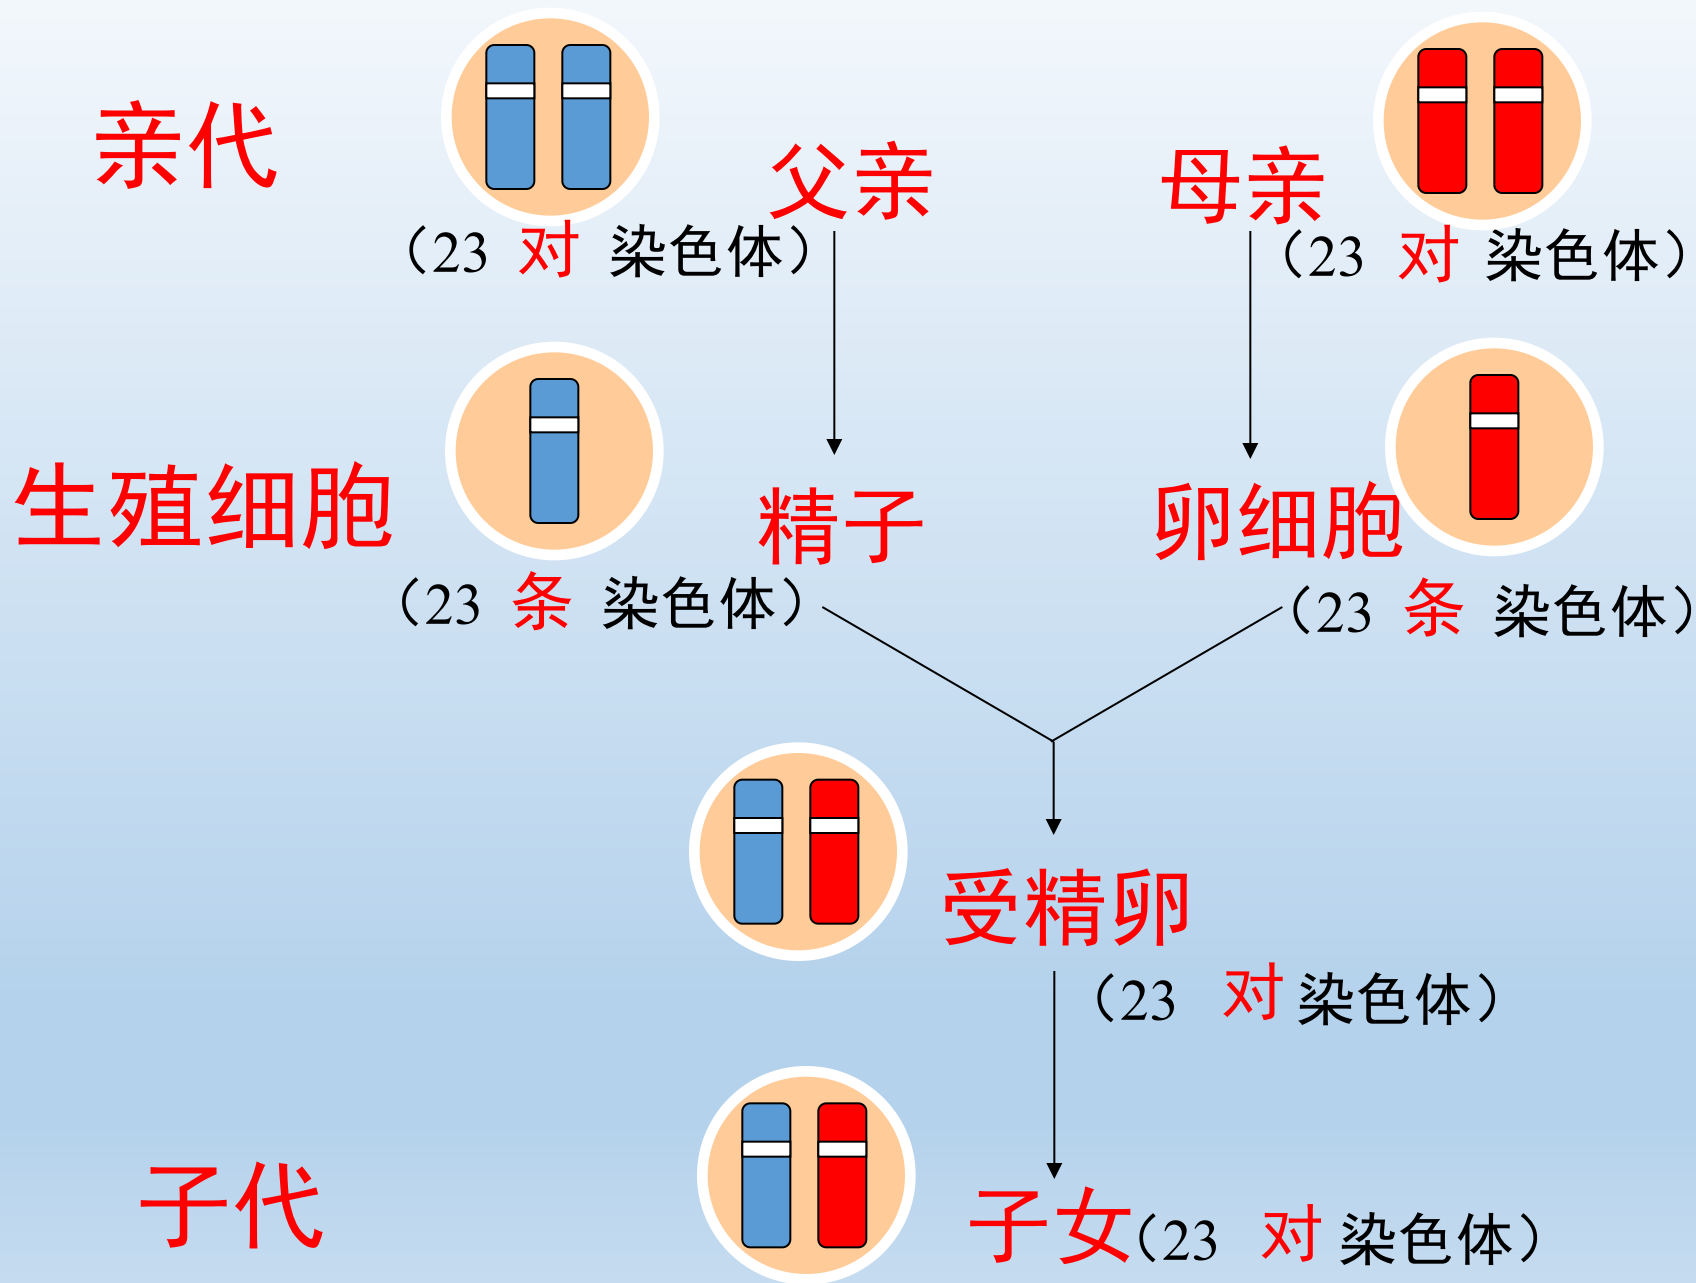 亲代
父亲
母亲
（23 对 染色体）
（23 对 染色体）
生殖细胞
精子
卵细胞
（23 条 染色体）
（23 条 染色体）
受精卵
（23 对 染色体）
子代
子女（23 对 染色体）